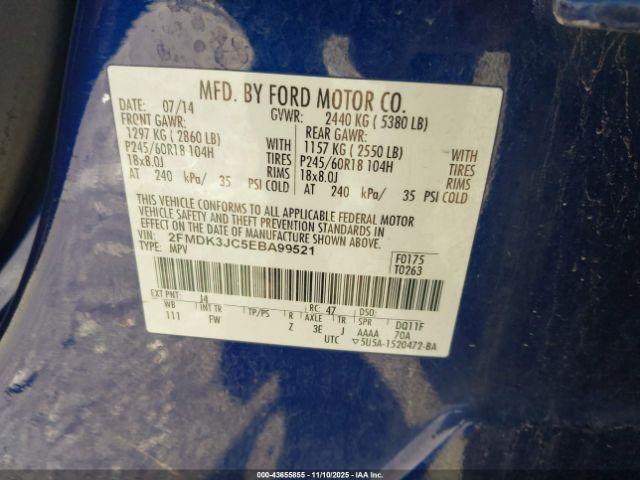 MFD. BY FORD MOTOR CO.
DATE: 07/14 GVWR: 2440 KG ( 5380 LB)
FRONT GAWR: REAR GAWR:
1297 KG ( 2860 LB) WITH 1157 KG ( 2550 LB) WITH
P245/60R18 104H TIRES P245/60R18 104H TIRES
18x8.0J RIMS 18x8.0J RIMS
AT 240 kPa/ 35 PSI COLD AT 240 kPa/ 35 PSI COLD
THIS VEHICLE CONFORMS TO ALL APPLICABLE FEDERAL MOTOR
VEHICLE SAFETY AND THEFT PREVENTION STANDARDS IN
EFFECT ON THE DATE OF MANUFACTURE SHOWN ABOVE.
VIN: 2FMDK3JC5EBA99521
TYPE: MPV
F0175
T0263
EXT PNT: J4 RC: 47 DSO:
WB INT TR TP/PS R AXLE TR SPR DQ11F
111 FW Z 3E J AAAA 70A
UTC ▽5U5A-1520472-BA
000-43655855 - 11/10/2025 - IAA, Inc.